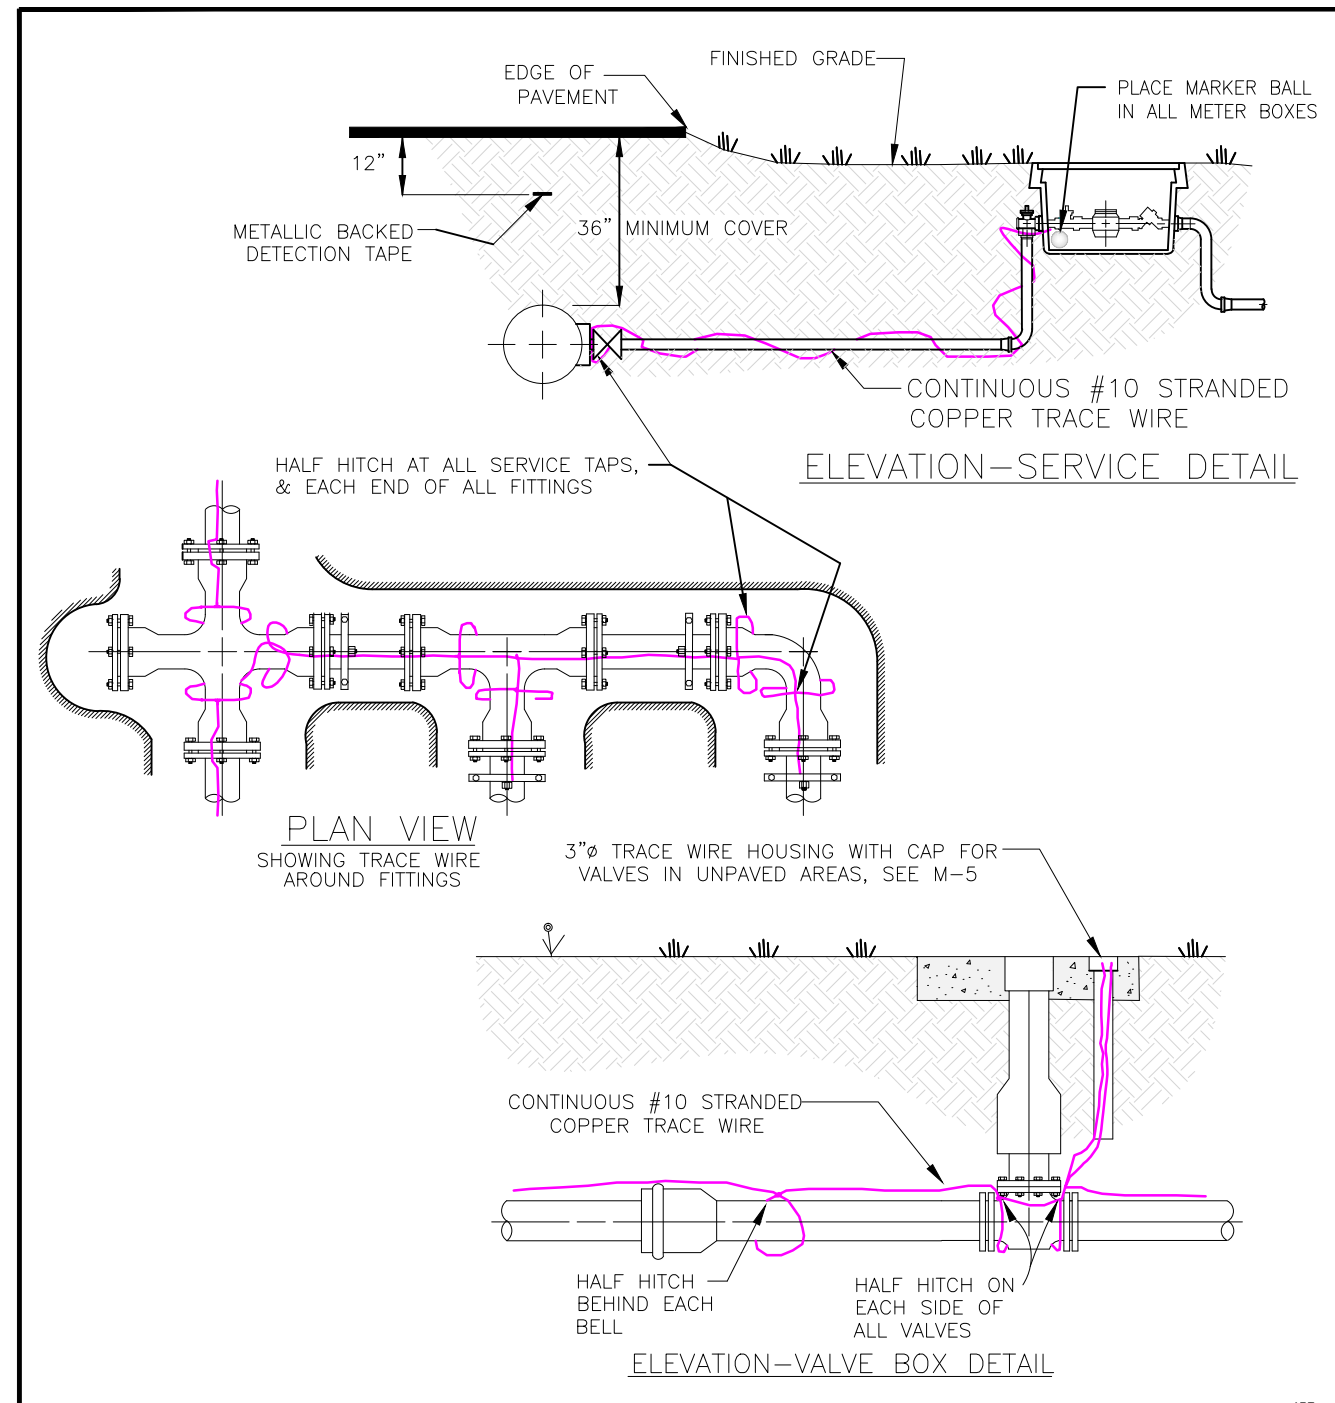 FINISHED GRADE
EDGE OF
PAVEMENT
PLACE MARKER BALL
IN ALL METER BOXES
12”
METALLIC BACKED
DETECTION TAPE
36” MINIMUM COVER
CONTINUOUS #10 STRANDED
COPPER TRACE WIRE
ELEVATION–SERVICE DETAIL
HALF HITCH AT ALL SERVICE TAPS,
& EACH END OF ALL FITTINGS
PLAN VIEW
SHOWING TRACE WIRE
AROUND FITTINGS
3”ø TRACE WIRE HOUSING WITH CAP FOR
VALVES IN UNPAVED AREAS, SEE M–5
CONTINUOUS #10 STRANDED
COPPER TRACE WIRE
HALF HITCH
BEHIND EACH
BELL
HALF HITCH ON
EACH SIDE OF
ALL VALVES
ELEVATION–VALVE BOX DETAIL